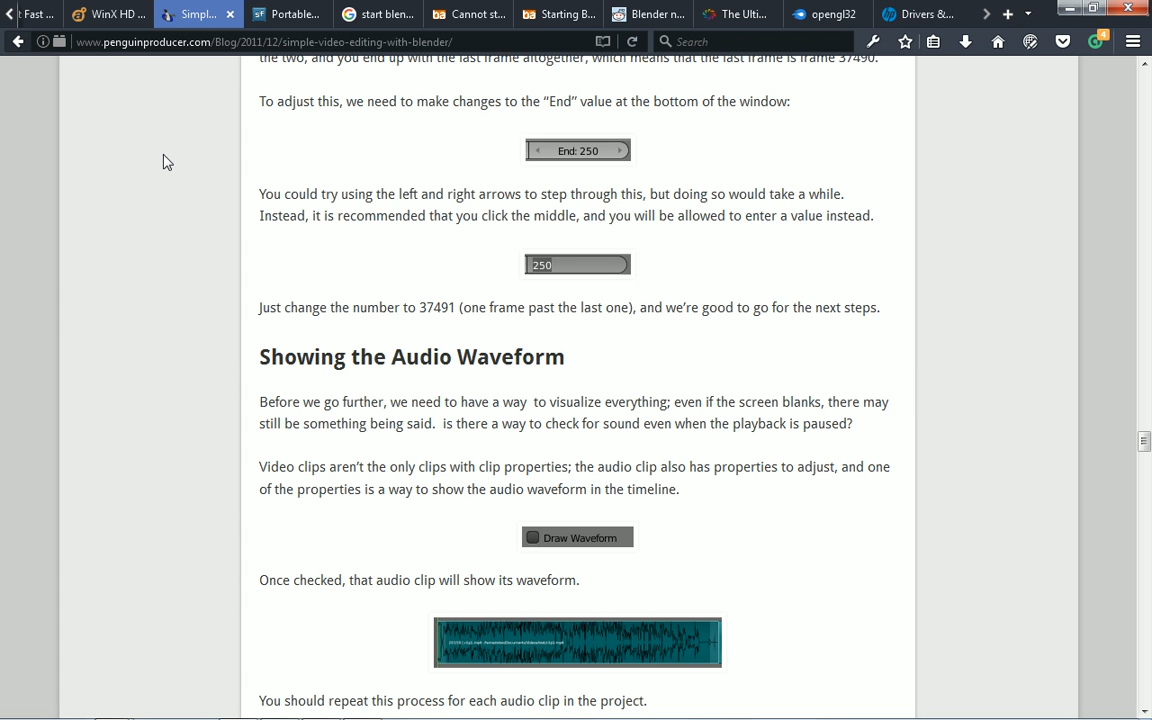 t Fast ...
WinX HD ...
Simpl...
Portable...
start blen...
Cannot st...
Starting B...
Blender n...
The Ulti...
opengl32
Drivers &...
www.penguinproducer.com/Blog/2011/12/simple-video-editing-with-blender/
Search
4
the two, and you end up with the last frame altogether, which means that the last frame is frame 37490.
To adjust this, we need to make changes to the “End” value at the bottom of the window:
End: 250
You could try using the left and right arrows to step through this, but doing so would take a while.
Instead, it is recommended that you click the middle, and you will be allowed to enter a value instead.
250
Just change the number to 37491 (one frame past the last one), and we’re good to go for the next steps.
Showing the Audio Waveform
Before we go further, we need to have a way to visualize everything; even if the screen blanks, there may
still be something being said. is there a way to check for sound even when the playback is paused?
Video clips aren’t the only clips with clip properties; the audio clip also has properties to adjust, and one
of the properties is a way to show the audio waveform in the timeline.
Draw Waveform
Once checked, that audio clip will show its waveform.
You should repeat this process for each audio clip in the project.